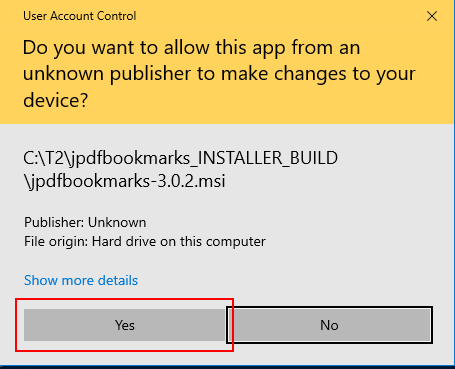 User Account Control
Do you want to allow this app from an
unknown publisher to make changes to your
device?
C:\T2\jpdfbookmarks_INSTALLER_BUILD
\jpdfbookmarks-3.0.2.msi
Publisher: Unknown
File origin: Hard drive on this computer
Show more details
Yes
No